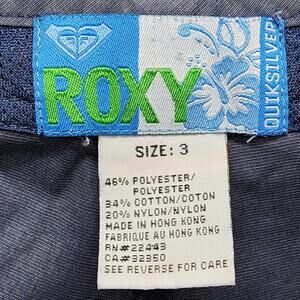 ROXY
QUIKSILVER
SIZE: 3
46% POLYESTER/
POLYESTER
34% COTTON/COTON
20% NYLON/NYLON
MADE IN HONG KONG
FABRIQUE AU HONG KONG
RN#22443
CA#32350
SEE REVERSE FOR CARE